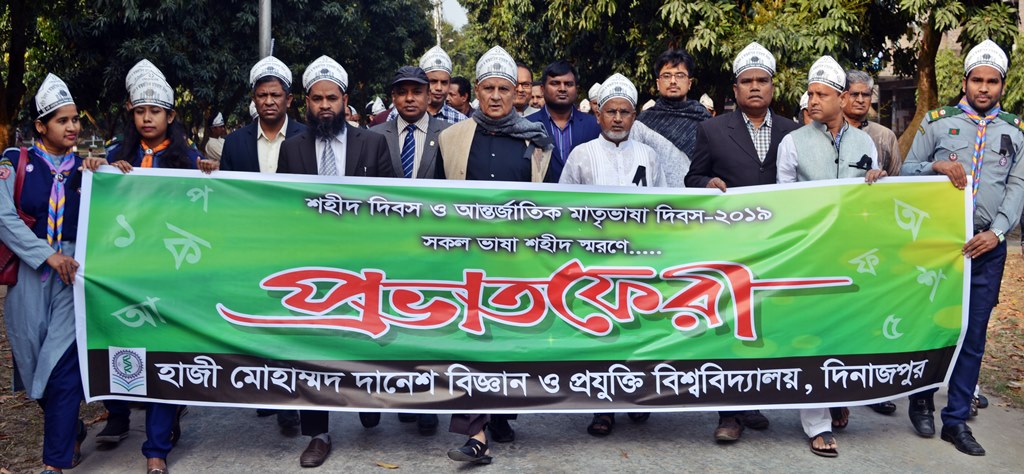 শহীদ দিবস ও আন্তর্জাতিক মাতৃভাষা দিবস-২০১৯
সকল ভাষা শহীদ স্মরণে.....
প্রভাতফেরী
হাজী মোহাম্মদ দানেশ বিজ্ঞান ও প্রযুক্তি বিশ্ববিদ্যালয়, দিনাজপুর
প
১
ক
আ
অ
ফ
শ
৫